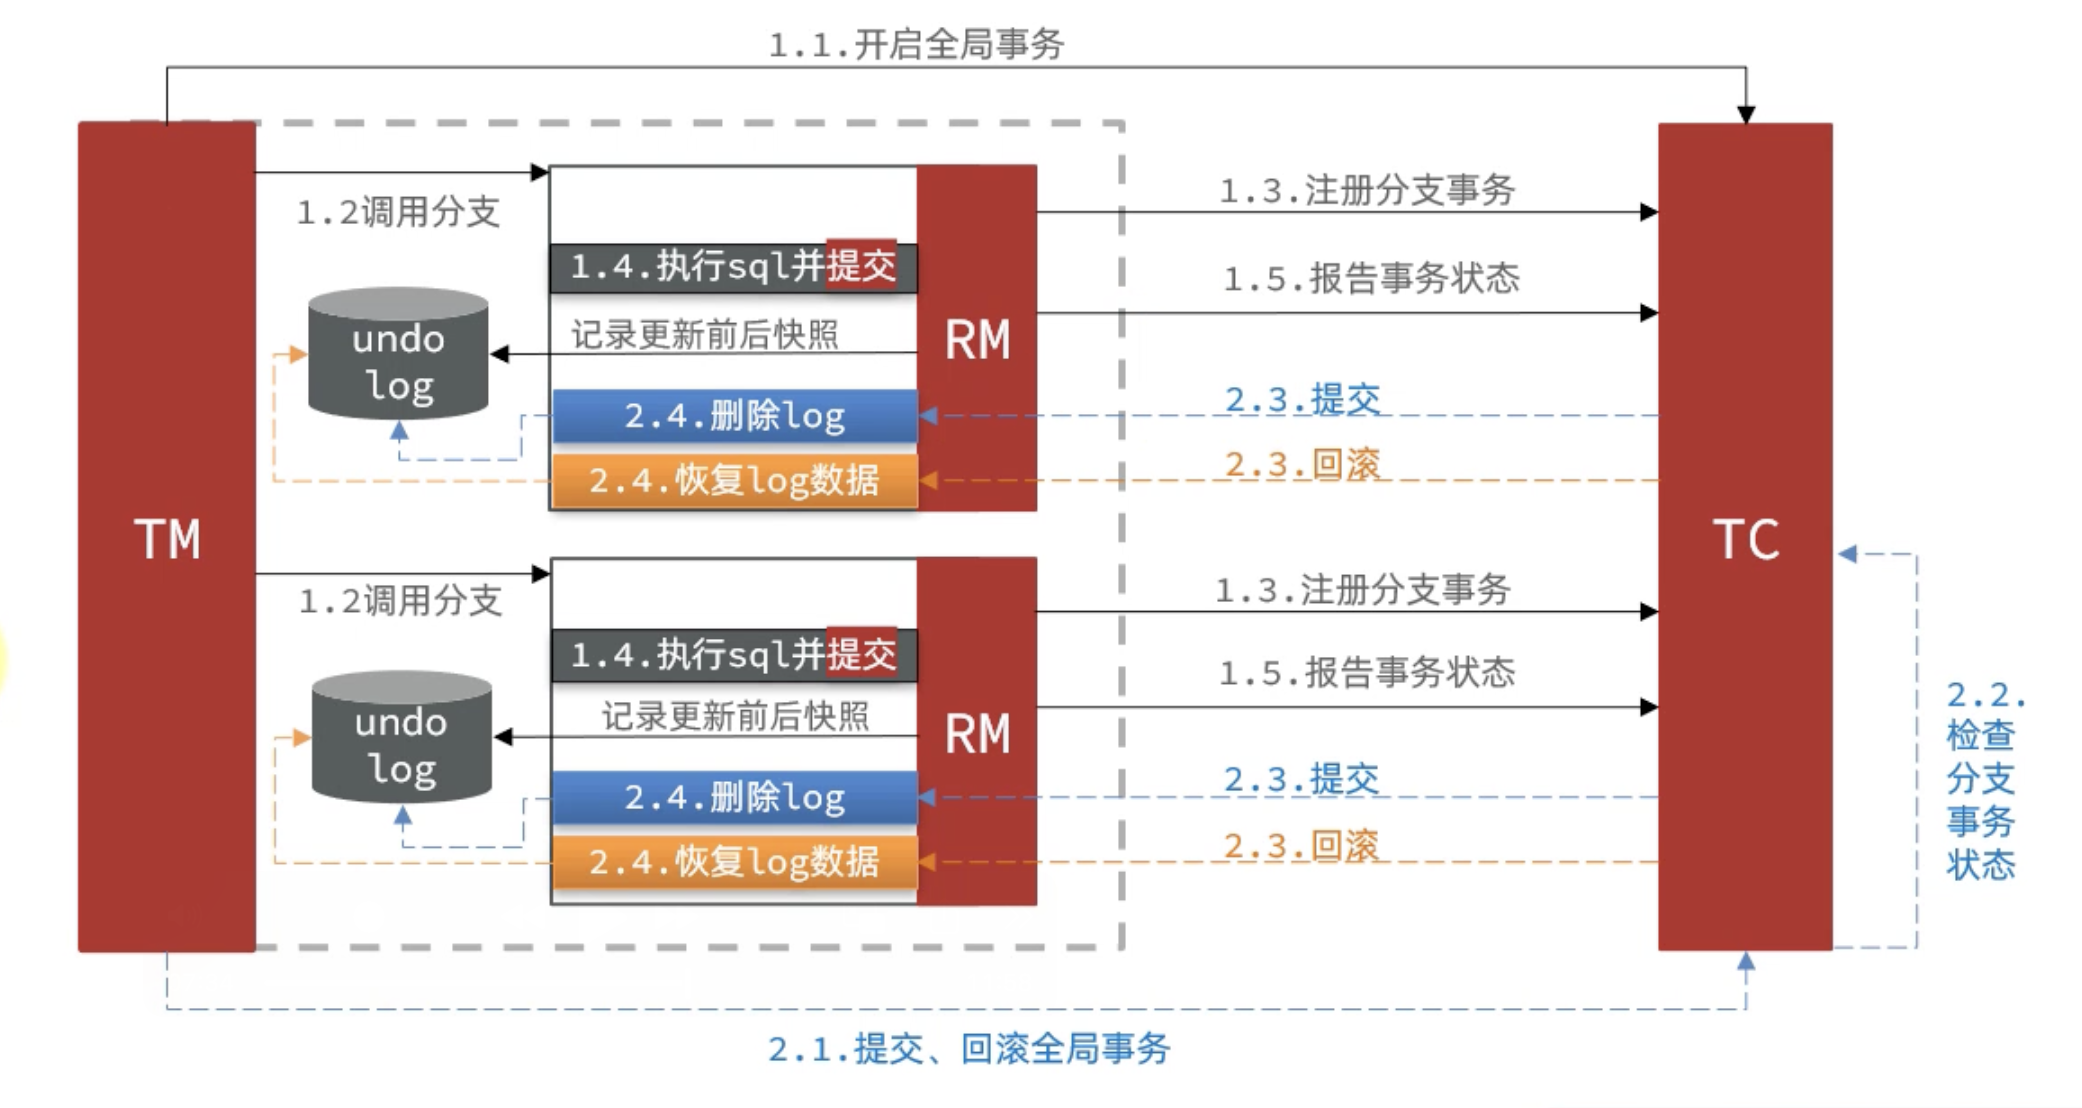 1.1.开启全局事务
TM
1.2调用分支
1.4.执行sql并提交
记录更新前后快照
undo
log
2.4.删除log
2.4.恢复log数据
RM
1.3.注册分支事务
1.5.报告事务状态
2.3.提交
2.3.回滚
1.2调用分支
1.4.执行sql并提交
记录更新前后快照
undo
log
2.4.删除log
2.4.恢复log数据
RM
1.3.注册分支事务
1.5.报告事务状态
2.3.提交
2.3.回滚
TC
2.2.
检查
分支
事务
状态
2.1.提交、回滚全局事务